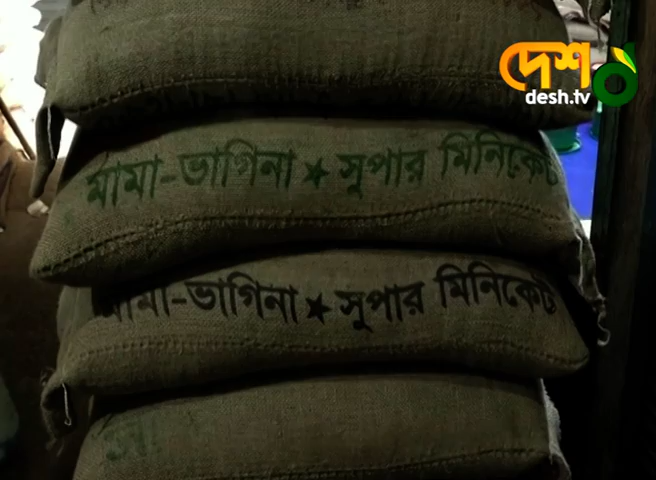 দেশ
desh.tv
মামা-ভাগিনা ★ সুপার মিনিকেট
মামা-ভাগিনা ★ সুপার মিনিকেট